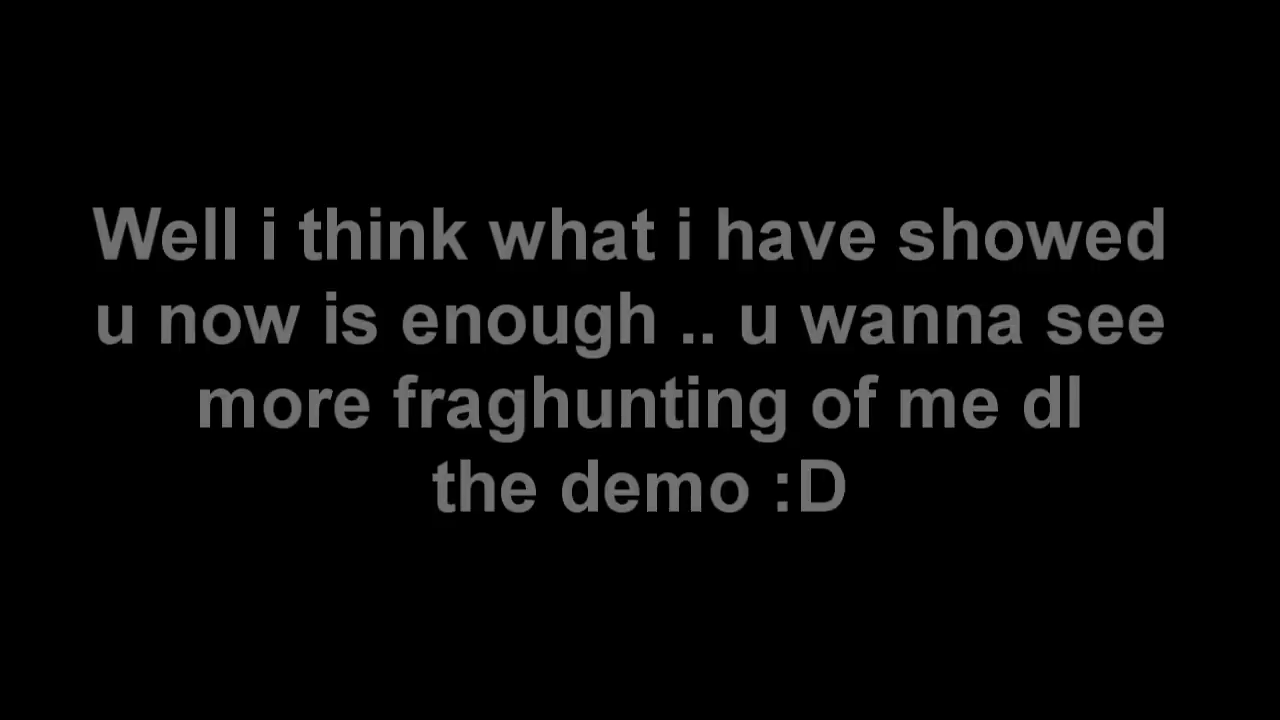 Well i think what i have showed
u now is enough .. u wanna see
more fraghunting of me dl
the demo :D